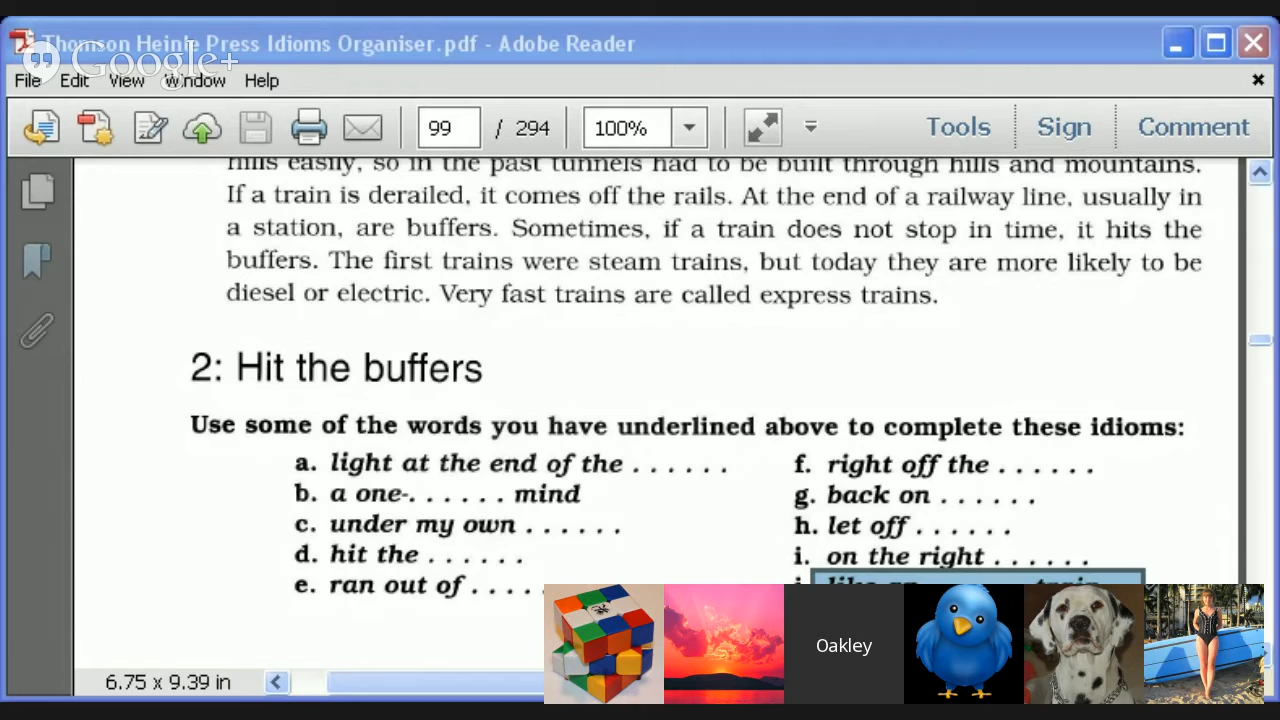 Thomson Heinle Press Idioms Organiser.pdf - Adobe Reader
Google+
File Edit View Window Help
99 / 294 100% Tools Sign Comment
hills easily, so in the past tunnels had to be built through hills and mountains.
If a train is derailed, it comes off the rails. At the end of a railway line, usually in
a station, are buffers. Sometimes, if a train does not stop in time, it hits the
buffers. The first trains were steam trains, but today they are more likely to be
diesel or electric. Very fast trains are called express trains.
2: Hit the buffers
Use some of the words you have underlined above to complete these idioms:
a. light at the end of the . . . . . .
b. a one-. . . . . . mind
c. under my own . . . . . .
d. hit the . . . . . .
e. ran out of . . . . .
f. right off the . . . . . .
g. back on . . . . . .
h. let off . . . . . .
i. on the right . . . . . .
like an train
Oakley
6.75 x 9.39 in